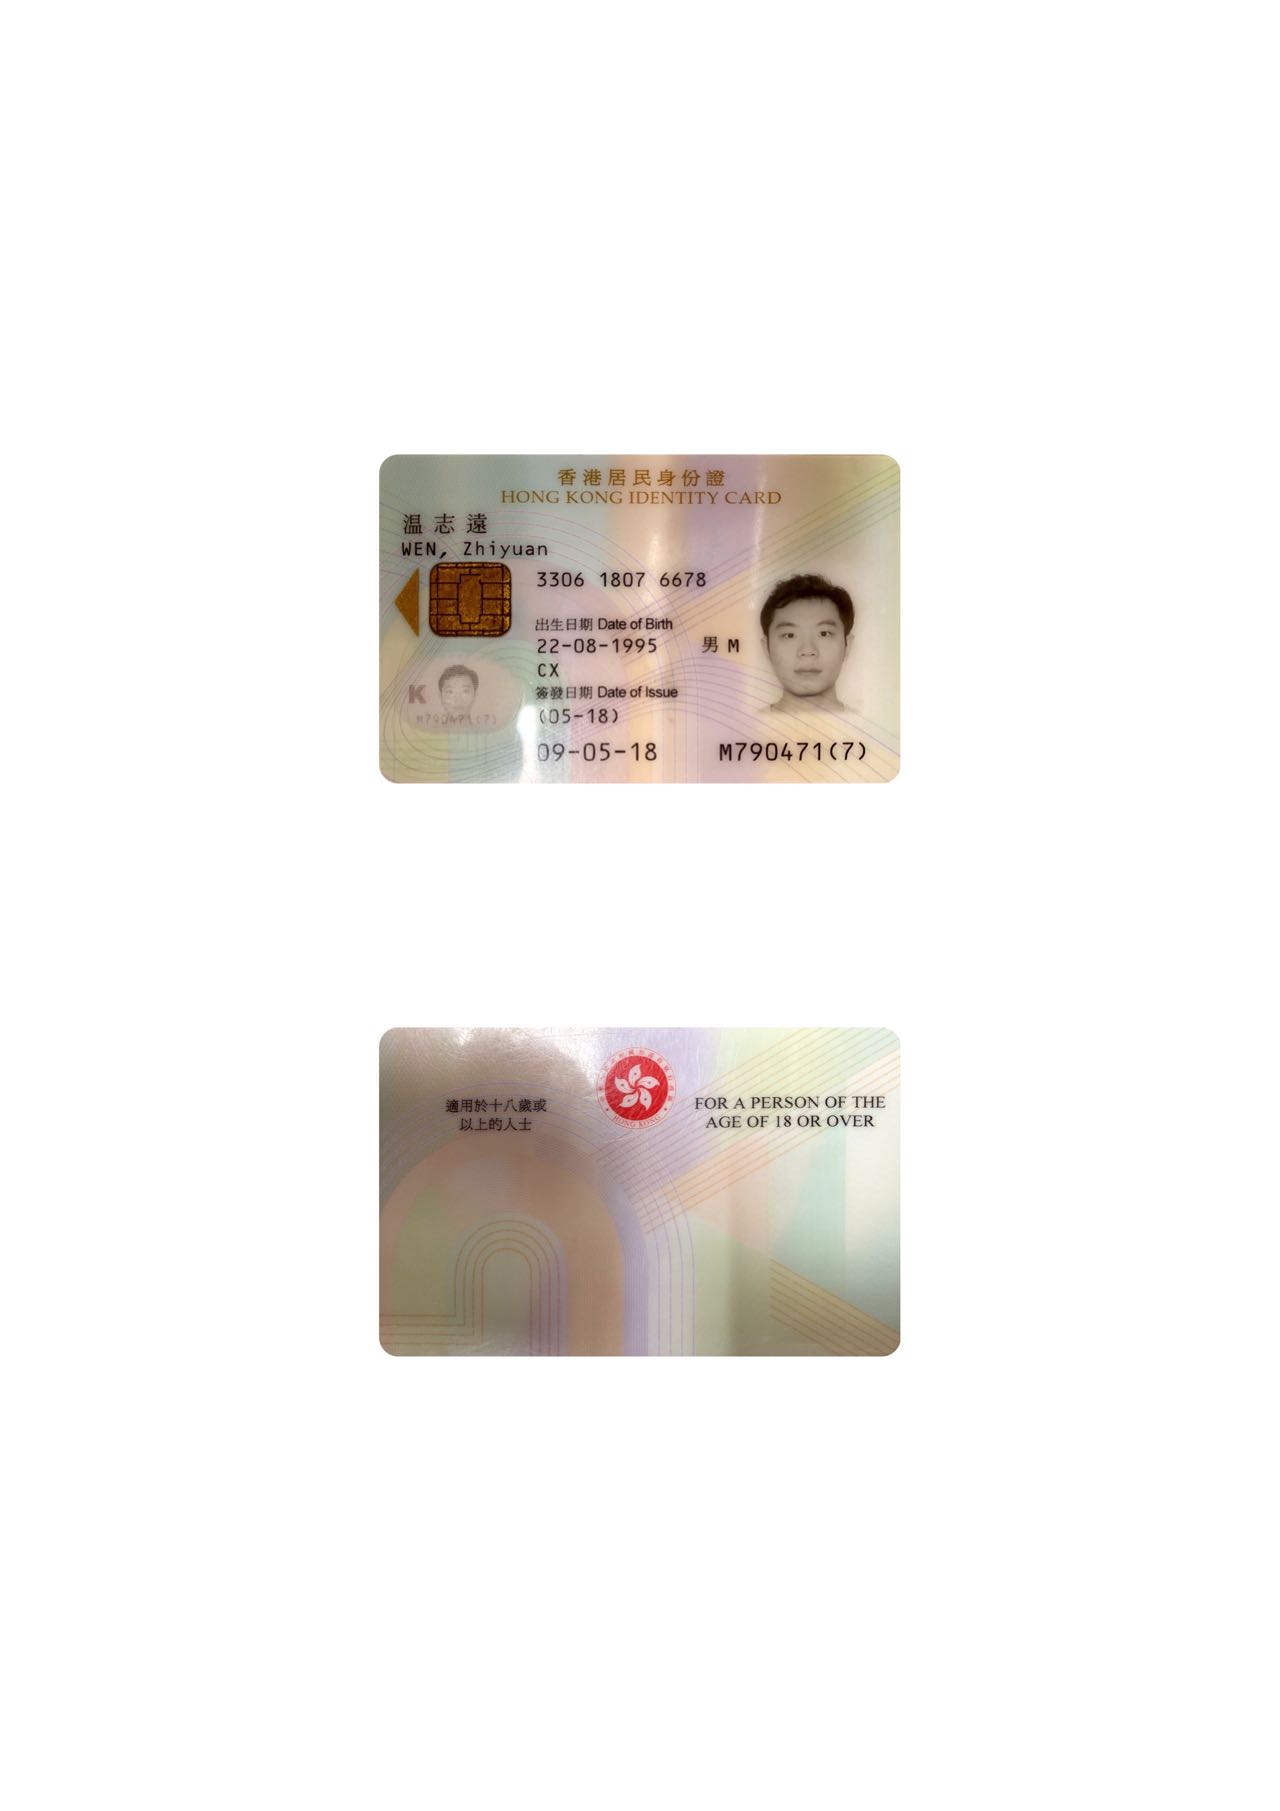 香港居民身份證
HONG KONG IDENTITY CARD
温志遠
WEN, Zhiyuan
3306 1807 6678
出生日期 Date of Birth
22-08-1995 男 M
CX
簽發日期 Date of Issue
(05-18)
09-05-18 M790471(7)
K
M790471(7)
適用於十八歲或
以上的人士
HONG KONG
FOR A PERSON OF THE
AGE OF 18 OR OVER